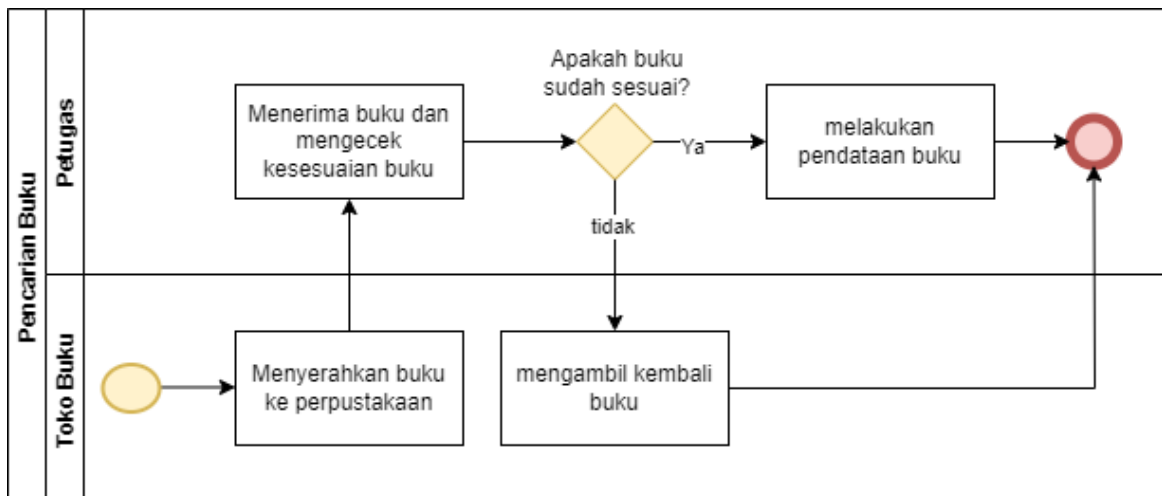 Pencarian Buku
Petugas
Menerima buku dan
mengecek
kesesuaian buku
Apakah buku
sudah sesuai?
Ya
melakukan
pendataan buku
tidak
Toko Buku
Menyerahkan buku
ke perpustakaan
mengambil kembali
buku